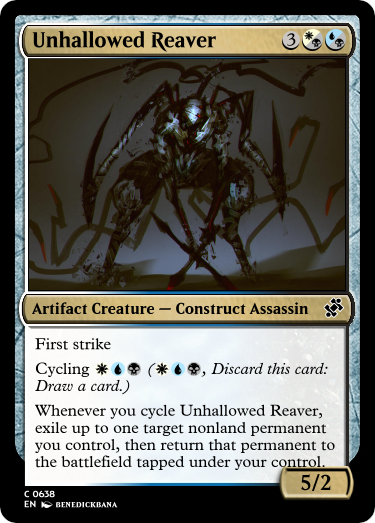 Unhallowed Reaver 3
Artifact Creature — Construct Assassin
First strike
Cycling (, Discard this card:
Draw a card.)
Whenever you cycle Unhallowed Reaver,
exile up to one target nonland permanent
you control, then return that permanent to
the battlefield tapped under your control.
5/2
C 0638
EN BENEDICKBANA